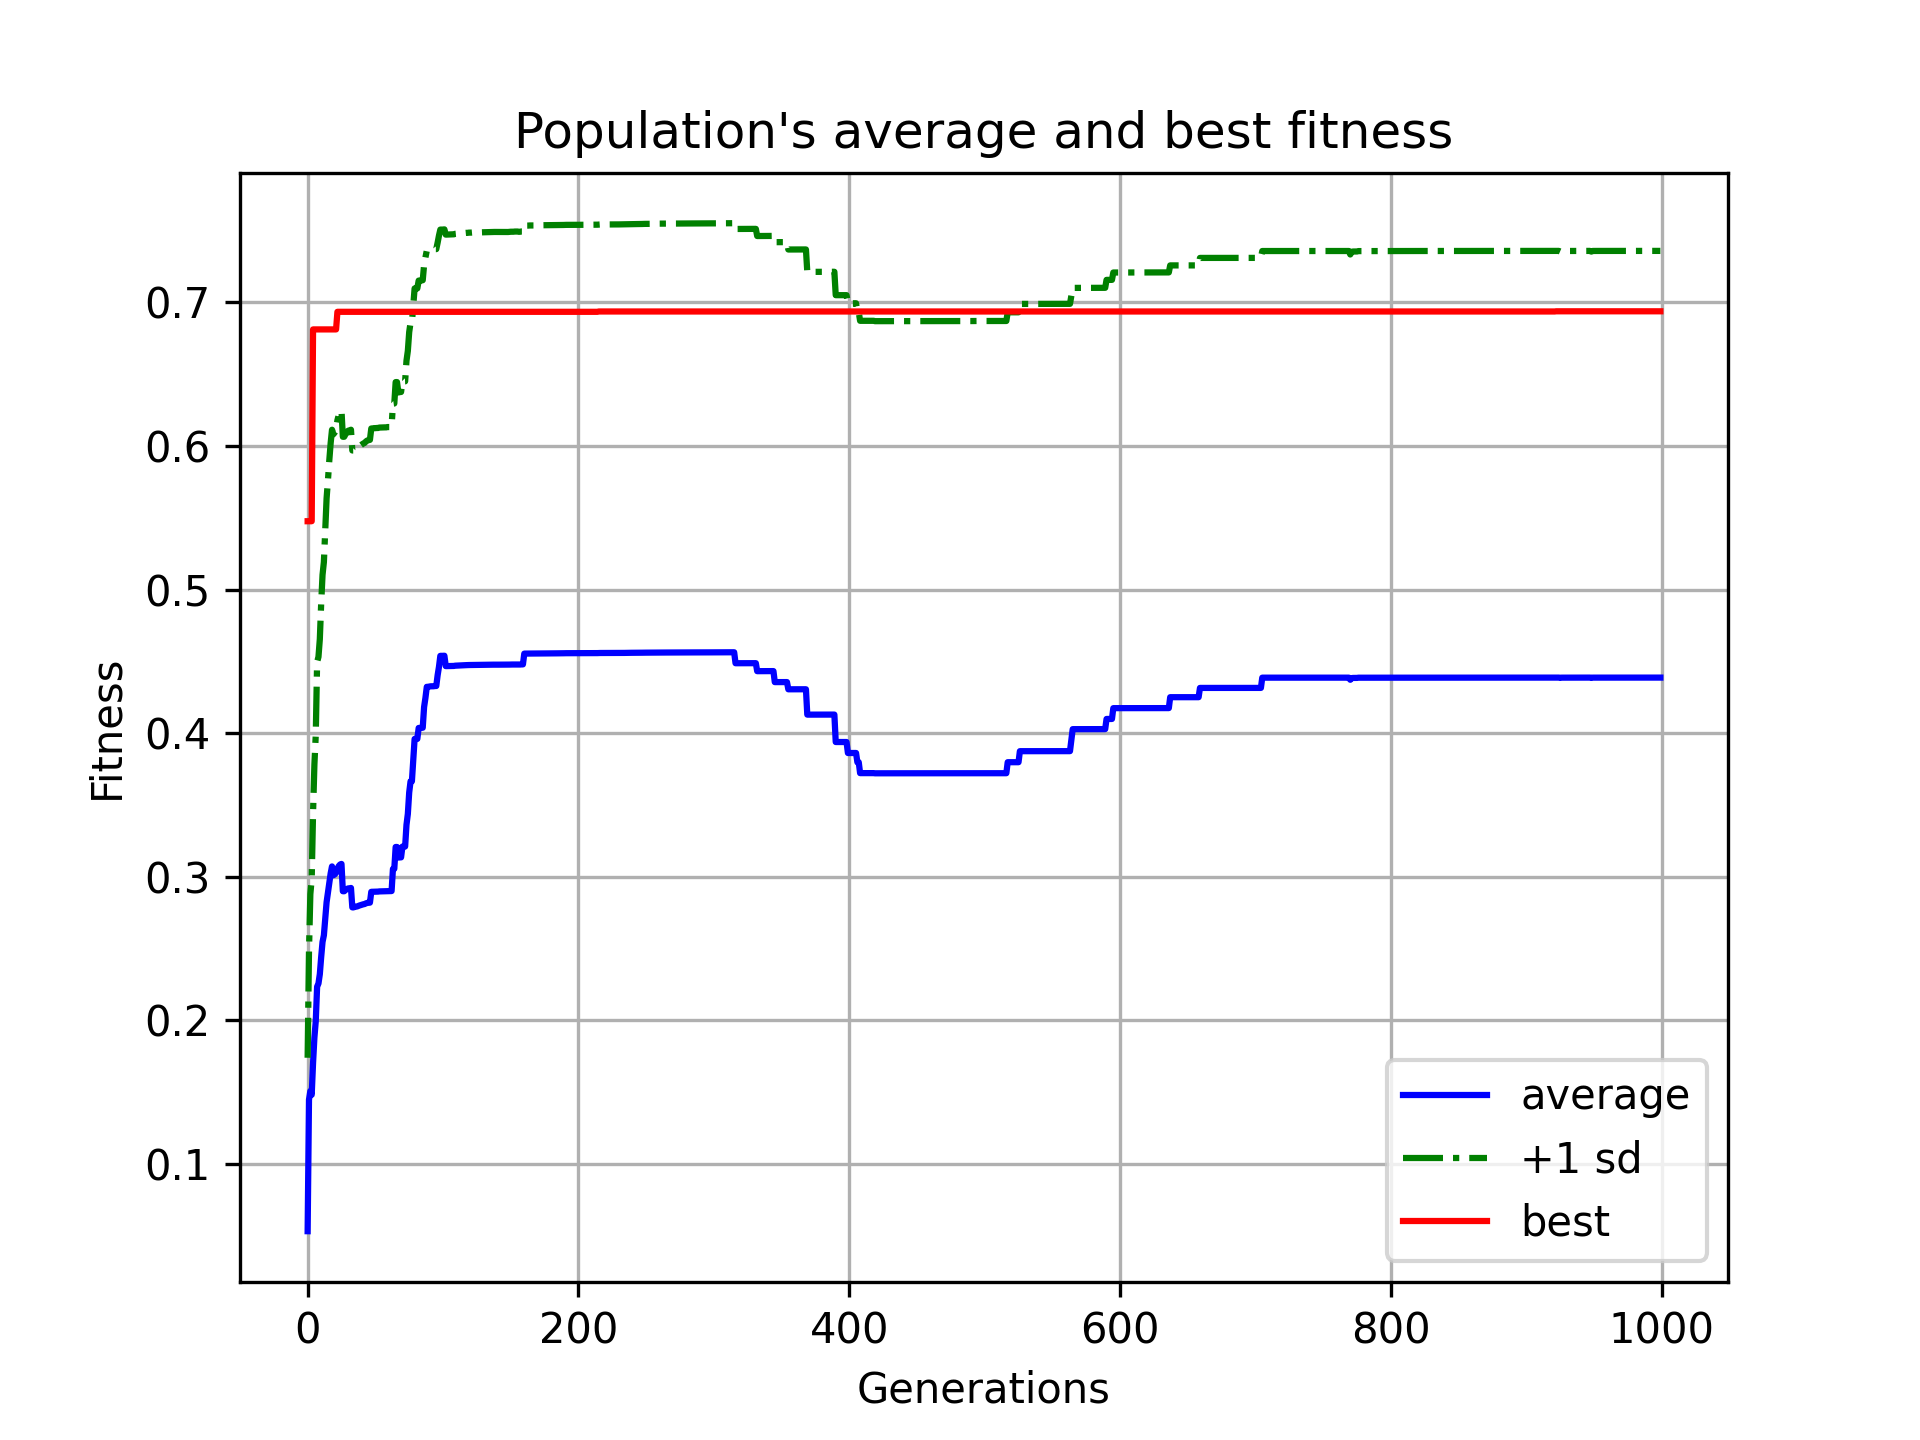 Population's average and best fitness
Fitness
0.7
0.6
0.5
0.4
0.3
0.2
0.1
0 200 400 600 800 1000
Generations
average
+1 sd
best